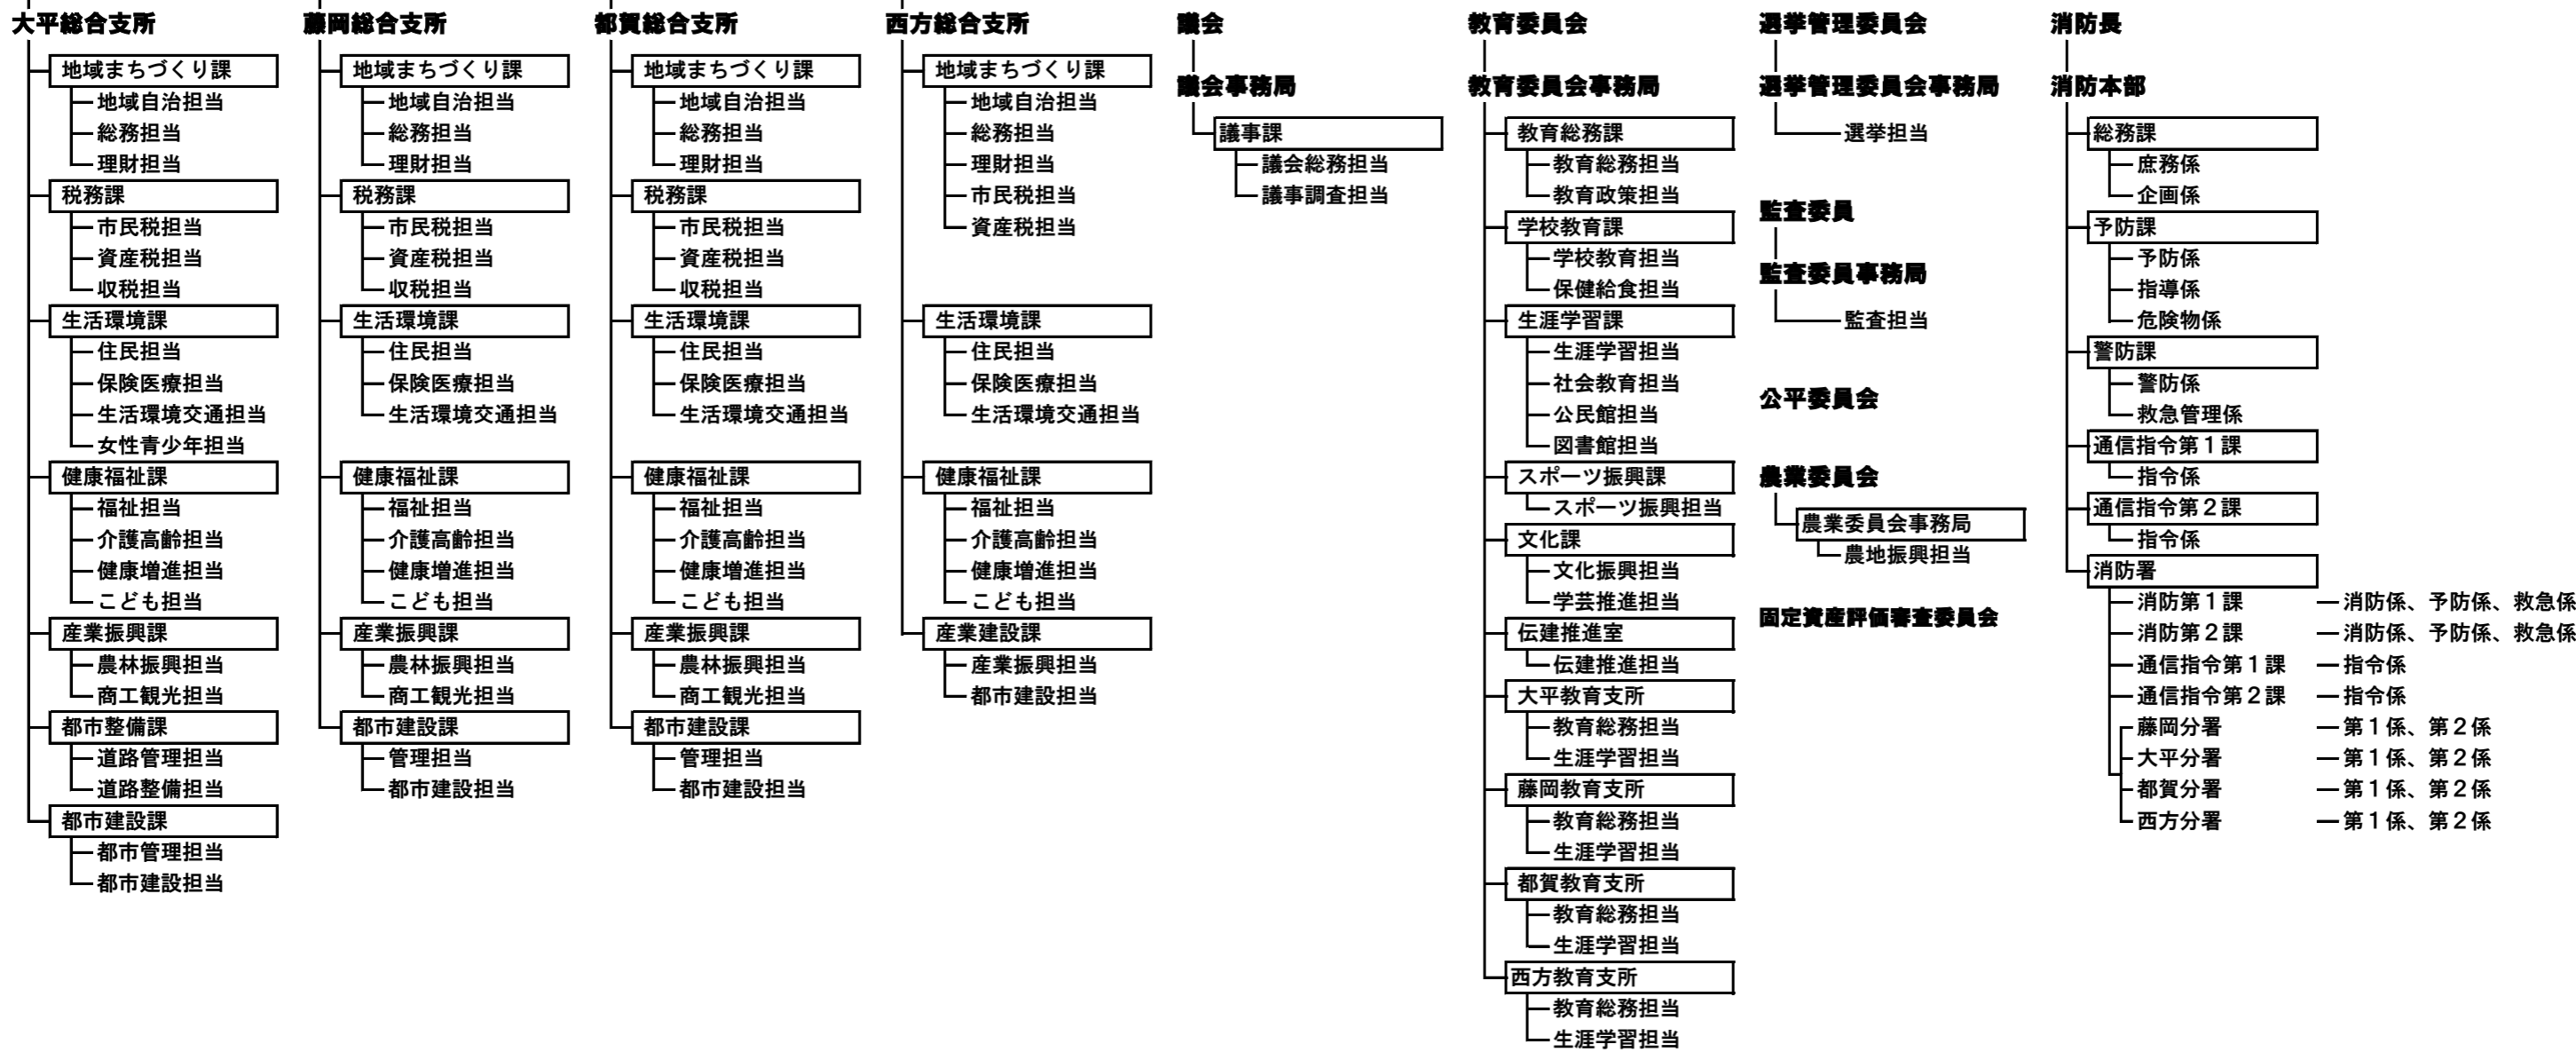 大平総合支所
地域まちづくり課
地域自治担当
総務担当
理財担当
税務課
市民税担当
資産税担当
収税担当
生活環境課
住民担当
保険医療担当
生活環境交通担当
女性青少年担当
健康福祉課
福祉担当
介護高齢担当
健康増進担当
こども担当
産業振興課
農林振興担当
商工観光担当
都市整備課
道路管理担当
道路整備担当
都市建設課
都市管理担当
都市建設担当
藤岡総合支所
地域まちづくり課
地域自治担当
総務担当
理財担当
税務課
市民税担当
資産税担当
収税担当
生活環境課
住民担当
保険医療担当
生活環境交通担当
健康福祉課
福祉担当
介護高齢担当
健康増進担当
こども担当
産業振興課
農林振興担当
商工観光担当
都市建設課
管理担当
都市建設担当
都賀総合支所
地域まちづくり課
地域自治担当
総務担当
理財担当
税務課
市民税担当
資産税担当
収税担当
生活環境課
住民担当
保険医療担当
生活環境交通担当
健康福祉課
福祉担当
介護高齢担当
健康増進担当
こども担当
産業振興課
農林振興担当
商工観光担当
都市建設課
管理担当
都市建設担当
西方総合支所
地域まちづくり課
地域自治担当
総務担当
理財担当
市民税担当
資産税担当
生活環境課
住民担当
保険医療担当
生活環境交通担当
健康福祉課
福祉担当
介護高齢担当
健康増進担当
こども担当
産業建設課
産業振興担当
都市建設担当
議会
議会事務局
議事課
議会総務担当
議事調査担当
教育委員会
教育委員会事務局
教育総務課
教育総務担当
教育政策担当
学校教育課
学校教育担当
保健給食担当
生涯学習課
生涯学習担当
社会教育担当
公民館担当
図書館担当
スポーツ振興課
スポーツ振興担当
文化課
文化振興担当
学芸推進担当
伝建推進室
伝建推進担当
大平教育支所
教育総務担当
生涯学習担当
藤岡教育支所
教育総務担当
生涯学習担当
都賀教育支所
教育総務担当
生涯学習担当
西方教育支所
教育総務担当
生涯学習担当
選挙管理委員会
選挙管理委員会事務局
選挙担当
監査委員
監査委員事務局
監査担当
公平委員会
農業委員会
農業委員会事務局
農地振興担当
固定資産評価審査委員会
消防長
消防本部
総務課
庶務係
企画係
予防課
予防係
指導係
危険物係
警防課
警防係
救急管理係
通信指令第１課
指令係
通信指令第２課
指令係
消防署
消防第１課 消防係、予防係、救急係
消防第２課 消防係、予防係、救急係
通信指令第１課 指令係
通信指令第２課 指令係
藤岡分署 第１係、第２係
大平分署 第１係、第２係
都賀分署 第１係、第２係
西方分署 第１係、第２係